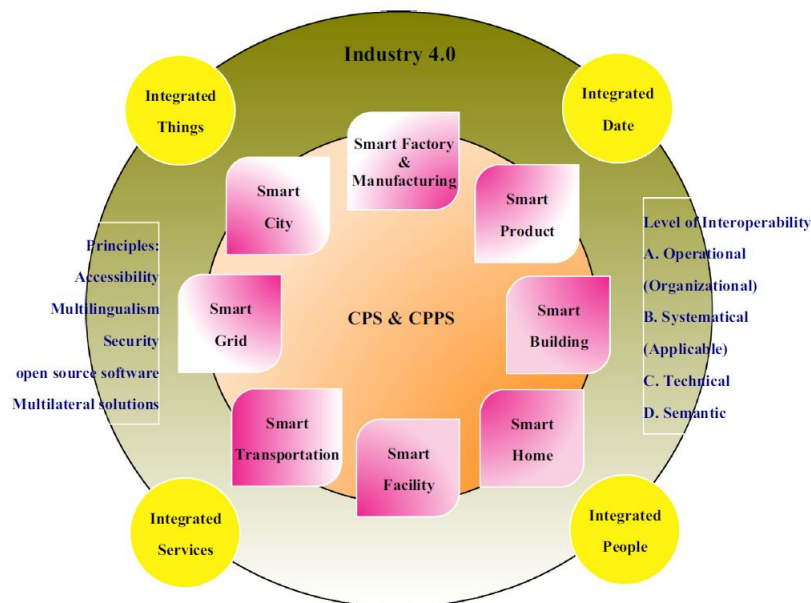 Industry 4.0
Integrated
Things
Integrated
Date
Smart Factory
&
Manufacturing
Smart
City
Smart
Product
Principles:
Accessibility
Multilingualism
Security
open source software
Multilateral solutions
Level of Interoperability
A. Operational
(Organizational)
B. Systematical
(Applicable)
C. Technical
D. Semantic
Smart
Grid
CPS & CPPS
Smart
Building
Smart
Transportation
Smart
Facility
Smart
Home
Integrated
Services
Integrated
People